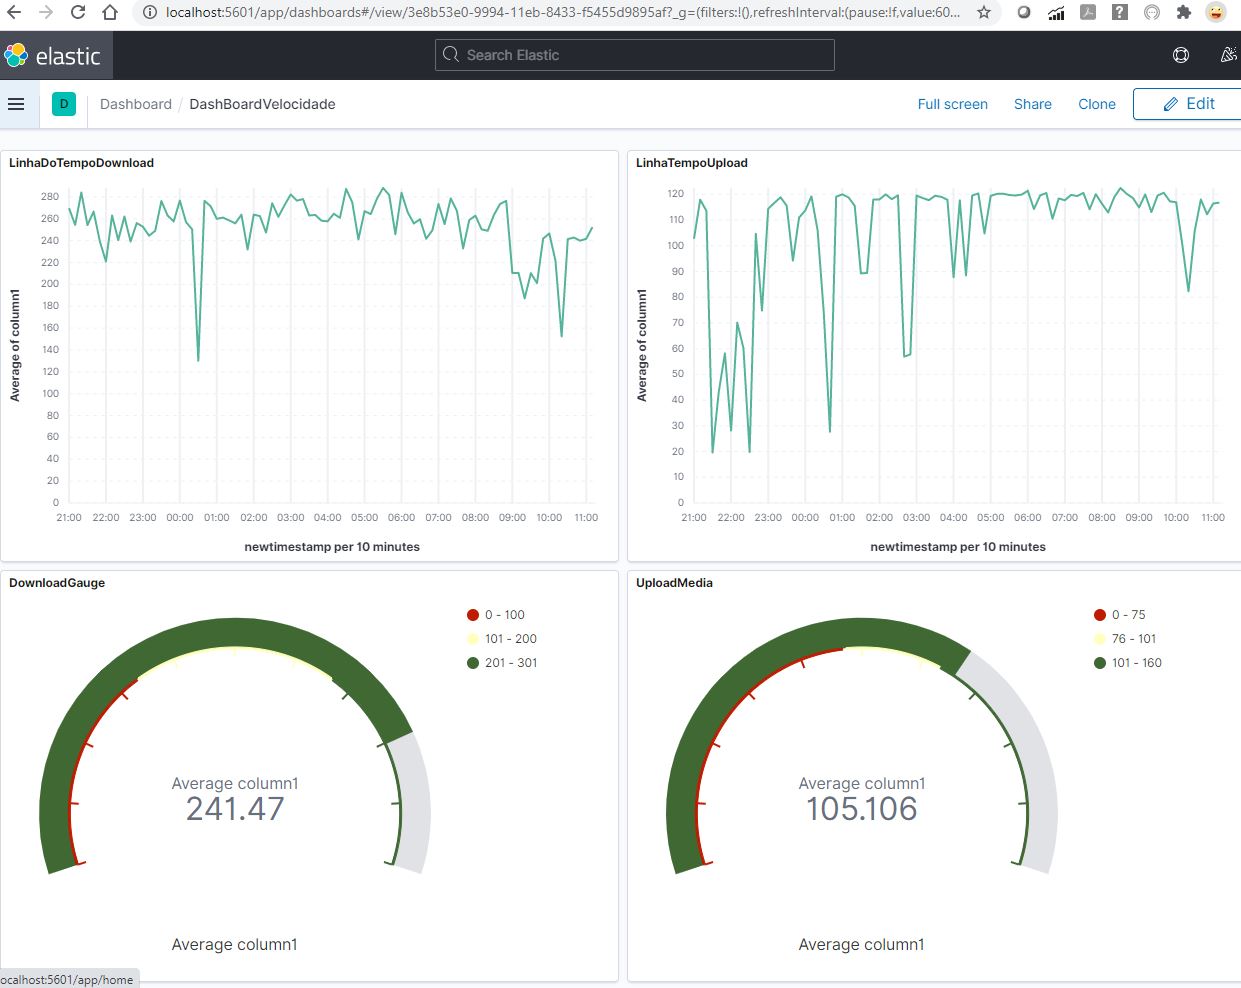 localhost:5601/app/dashboards#/view/3e8b53e0-9994-11eb-8433-f5455d9895af?_g=(filters:!(),refreshInterval:(pause:!f,value:60...
elastic
Search Elastic
D
Dashboard / DashBoardVelocidade
Full screen
Share
Clone
Edit
LinhaDoTempoDownload
280
260
240
220
200
180
160
140
120
100
80
60
40
20
0
Average of column1
21:00 22:00 23:00 00:00 01:00 02:00 03:00 04:00 05:00 06:00 07:00 08:00 09:00 10:00 11:00
newtimestamp per 10 minutes
LinhaTempoUpload
120
110
100
90
80
70
60
50
40
30
20
10
0
Average of column1
21:00 22:00 23:00 00:00 01:00 02:00 03:00 04:00 05:00 06:00 07:00 08:00 09:00 10:00 11:00
newtimestamp per 10 minutes
DownloadGauge
0 - 100
101 - 200
201 - 301
Average column1
241.47
Average column1
UploadMedia
0 - 75
76 - 101
101 - 160
Average column1
105.106
Average column1
ocalhost:5601/app/home